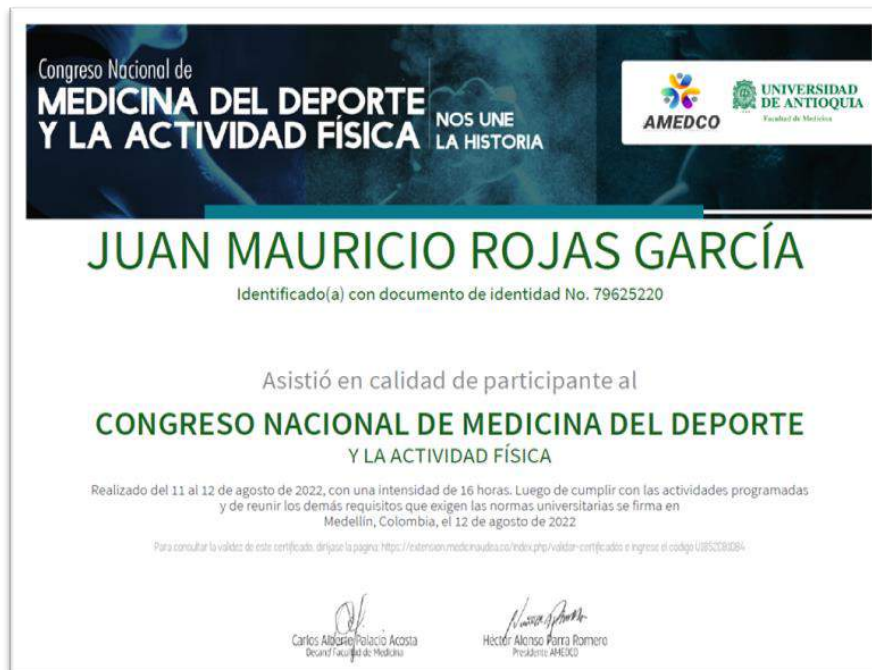 Congreso Nacional de
MEDICINA DEL DEPORTE
Y LA ACTIVIDAD FÍSICA
NOS UNE
LA HISTORIA
AMEDCO
UNIVERSIDAD
DE ANTIOQUIA
Facultad de Medicina
JUAN MAURICIO ROJAS GARCÍA
Identificado(a) con documento de identidad No. 79625220
Asistió en calidad de participante al
CONGRESO NACIONAL DE MEDICINA DEL DEPORTE
Y LA ACTIVIDAD FÍSICA
Realizado del 11 al 12 de agosto de 2022, con una intensidad de 16 horas. Luego de cumplir con las actividades programadas
y de reunir los demás requisitos que exigen las normas universitarias se firma en
Medellín, Colombia, el 12 de agosto de 2022
Para consultar la validez de este certificado, diríjase la página: https://extension.medicinaudea.co/index.php/validar-certificados e ingrese el código
Carlos Alberto Palacio Acosta
Decano Facultad de Medicina
Héctor Alonso Parra Romero
Presidente AMEDCO